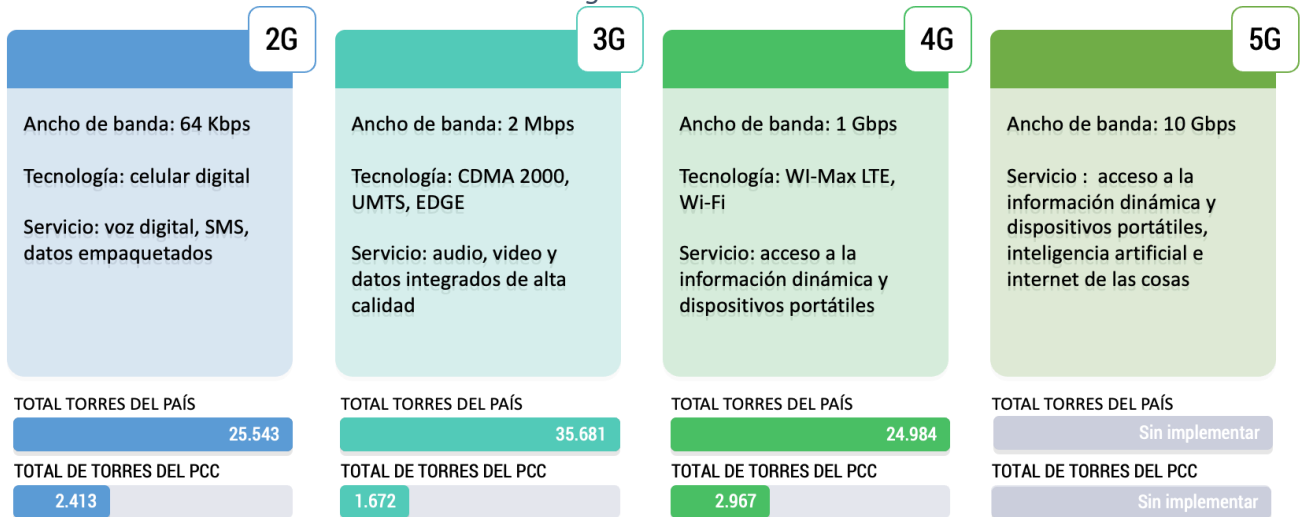 2G
Ancho de banda: 64 Kbps
Tecnología: celular digital
Servicio: voz digital, SMS,
datos empaquetados
TOTAL TORRES DEL PAÍS
25.543
TOTAL DE TORRES DEL PCC
2.413
3G
Ancho de banda: 2 Mbps
Tecnología: CDMA 2000,
UMTS, EDGE
Servicio: audio, video y
datos integrados de alta
calidad
TOTAL TORRES DEL PAÍS
35.681
TOTAL DE TORRES DEL PCC
1.672
4G
Ancho de banda: 1 Gbps
Tecnología: WI-Max LTE,
Wi-Fi
Servicio: acceso a la
información dinámica y
dispositivos portátiles
TOTAL TORRES DEL PAÍS
24.984
TOTAL DE TORRES DEL PCC
2.967
5G
Ancho de banda: 10 Gbps
Servicio : acceso a la
información dinámica y
dispositivos portátiles,
inteligencia artificial e
internet de las cosas
TOTAL TORRES DEL PAÍS
Sin implementar
TOTAL DE TORRES DEL PCC
Sin implementar